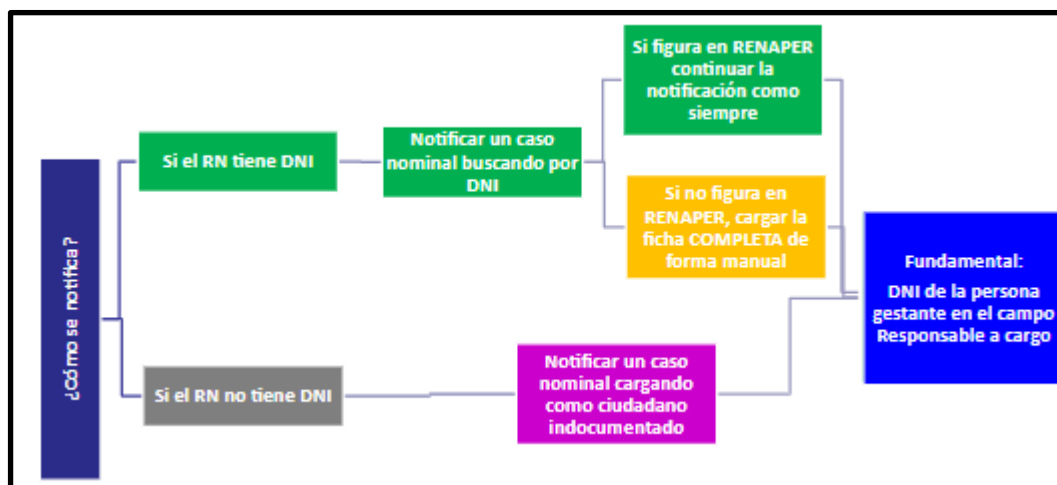 ¿Cómo se notifica?
Si el RN tiene DNI
Notificar un caso
nominal buscando por
DNI
Si figura en RENAPER
continuar la
notificación como
siempre
Si no figura en
RENAPER, cargar la
ficha COMPLETA de
forma manual
Si el RN no tiene DNI
Notificar un caso
nominal cargando
como ciudadano
indocumentado
Fundamental:
DNI de la persona
gestante en el campo
Responsable a cargo